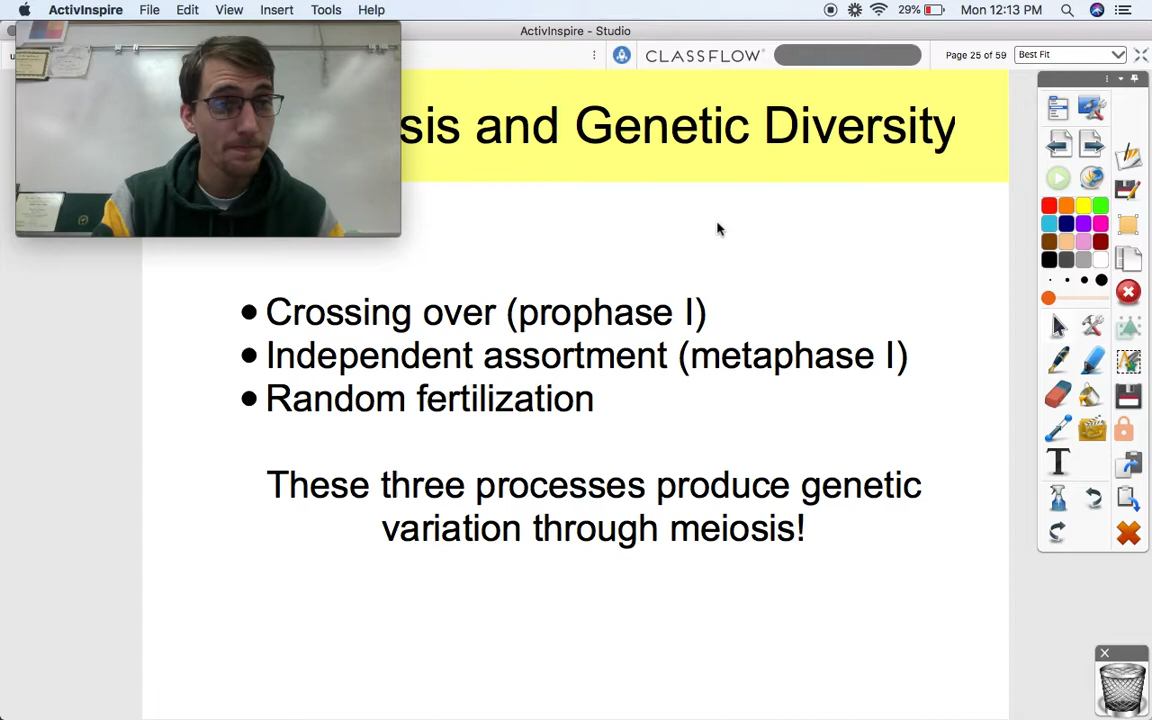 ActivInspire File Edit View Insert Tools Help 29% Mon 12:13 PM
ActivInspire - Studio
CLASSFLOW Page 25 of 59 Best Fit
sis and Genetic Diversity
• Crossing over (prophase I)
• Independent assortment (metaphase I)
• Random fertilization
These three processes produce genetic
variation through meiosis!
T